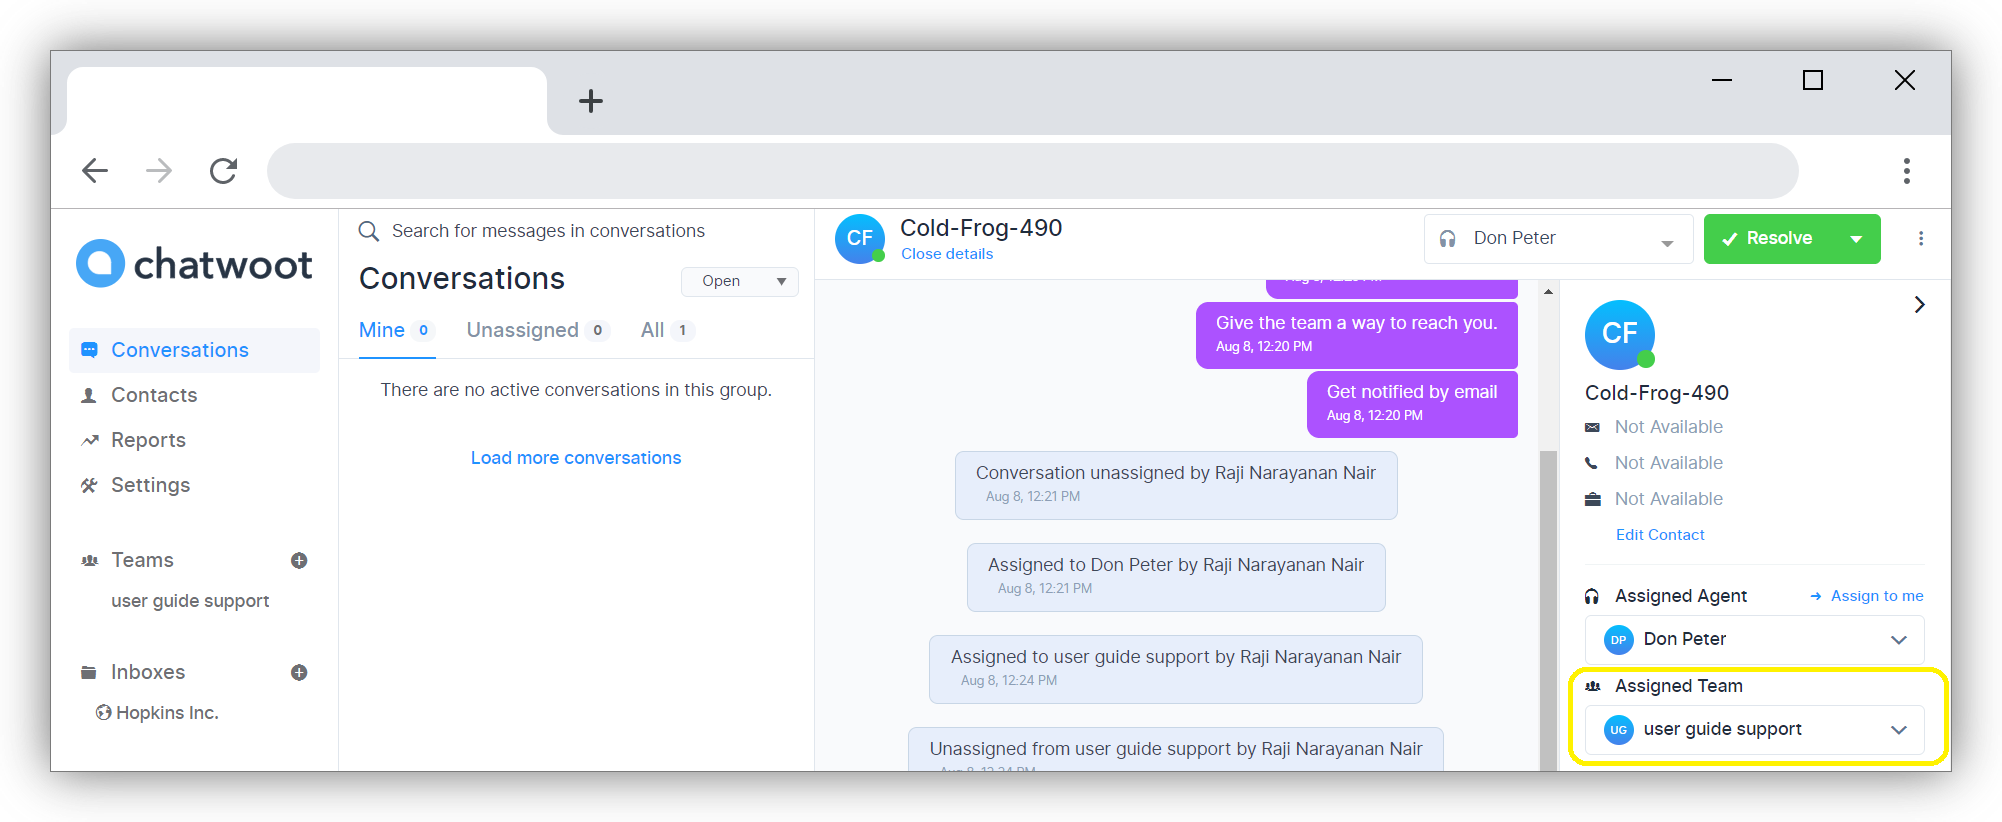 chatwoot
Conversations
Contacts
Reports
Settings
Teams
user guide support
Inboxes
Hopkins Inc.
Search for messages in conversations
Conversations
Open
Mine 0 Unassigned 0 All 1
There are no active conversations in this group.
Load more conversations
CF
Cold-Frog-490
Close details
Don Peter
Resolve
Give the team a way to reach you.
Aug 8, 12:20 PM
Get notified by email
Aug 8, 12:20 PM
Conversation unassigned by Raji Narayanan Nair
Aug 8, 12:21 PM
Assigned to Don Peter by Raji Narayanan Nair
Aug 8, 12:21 PM
Assigned to user guide support by Raji Narayanan Nair
Aug 8, 12:24 PM
Unassigned from user guide support by Raji Narayanan Nair
CF
Cold-Frog-490
Not Available
Not Available
Not Available
Edit Contact
Assigned Agent Assign to me
DP Don Peter
Assigned Team
UG user guide support